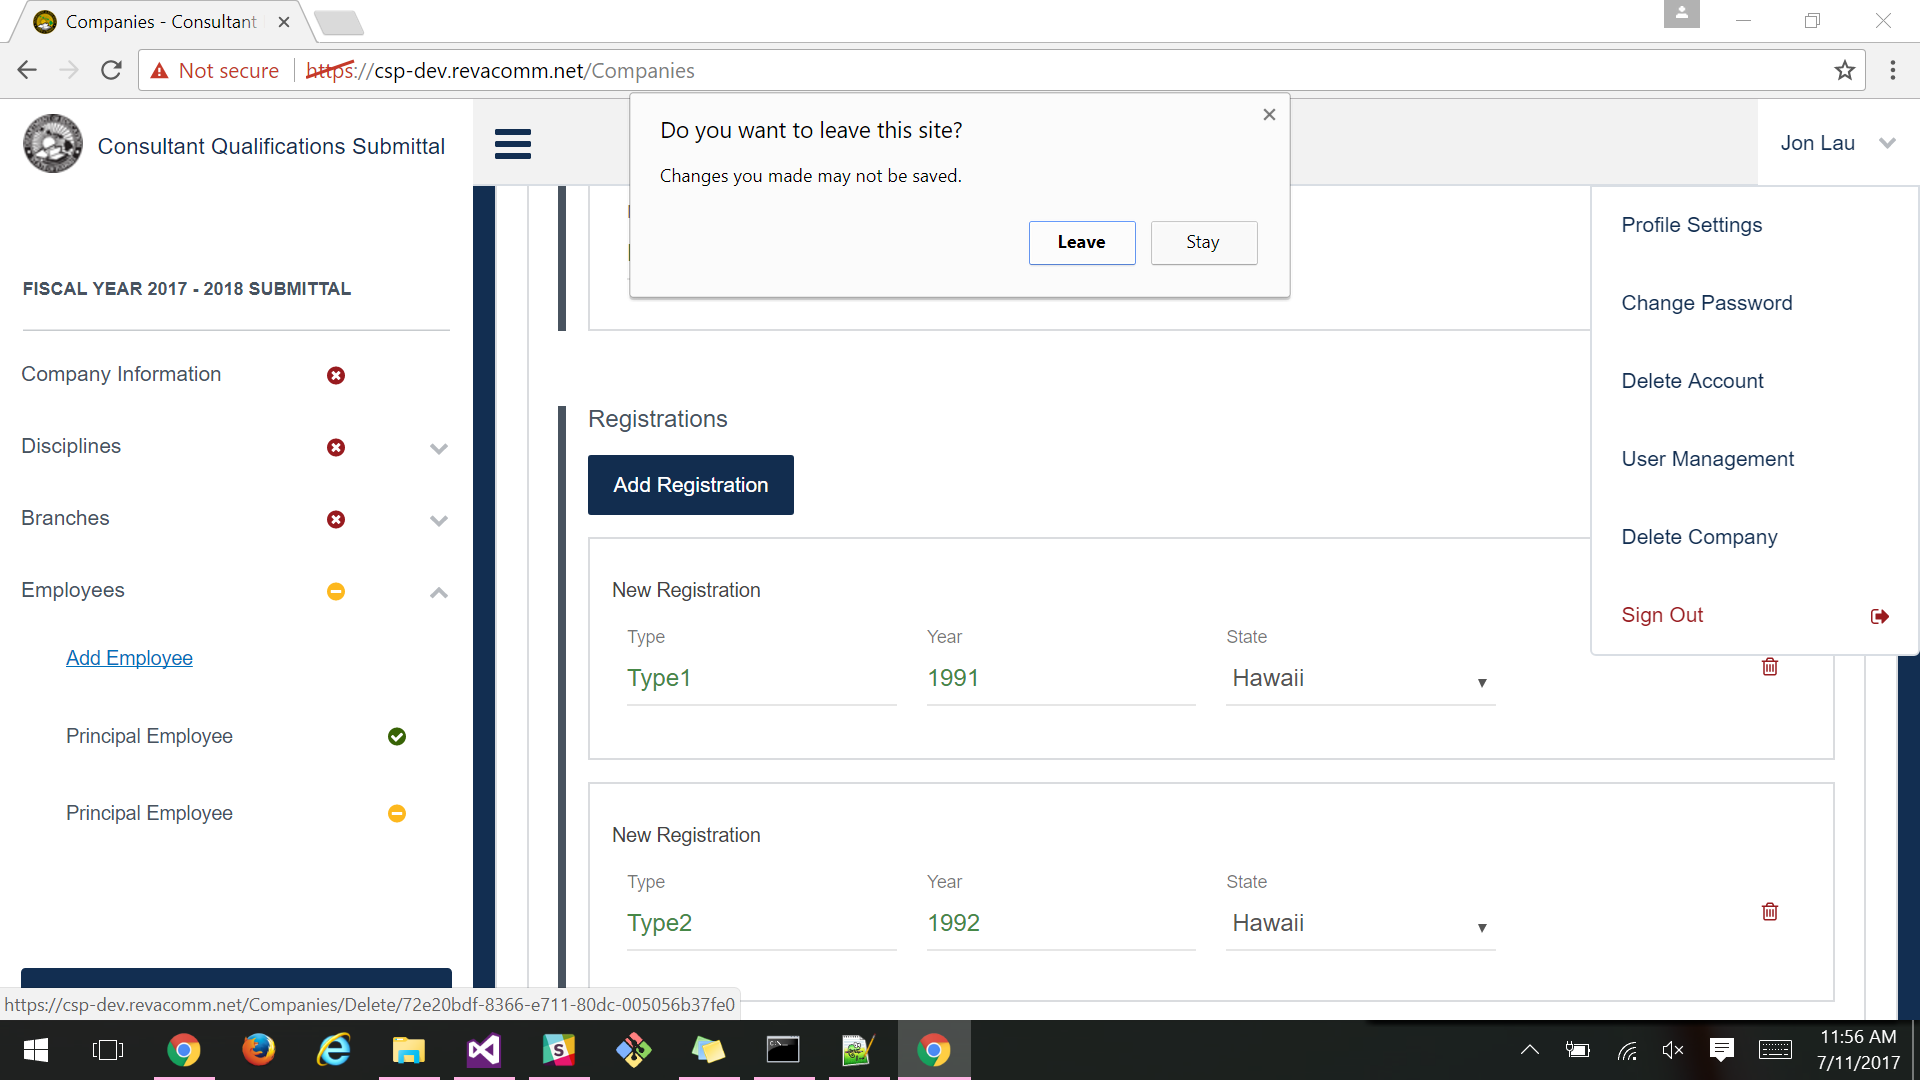 Companies - Consultant
Not secure
https://csp-dev.revacomm.net/Companies
Consultant Qualifications Submittal
Do you want to leave this site?
Changes you made may not be saved.
Leave
Stay
Jon Lau
Profile Settings
Change Password
Delete Account
User Management
Delete Company
Sign Out
FISCAL YEAR 2017 - 2018 SUBMITTAL
Company Information
Disciplines
Branches
Employees
Add Employee
Principal Employee
Principal Employee
Registrations
Add Registration
New Registration
Type
Year
State
Type1
1991
Hawaii
New Registration
Type
Year
State
Type2
1992
Hawaii
https://csp-dev.revacomm.net/Companies/Delete/72e20bdf-8366-e711-80dc-005056b37fe0
11:56 AM
7/11/2017